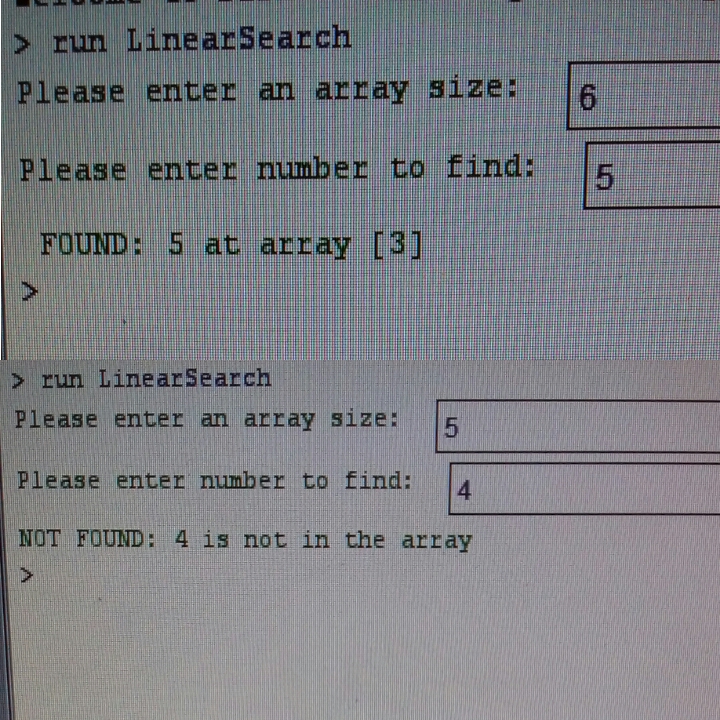 > run LinearSearch
Please enter an array size: 6
Please enter number to find: 5
FOUND: 5 at array [3]
>
> run LinearSearch
Please enter an array size: 5
Please enter number to find: 4
NOT FOUND: 4 is not in the array
>